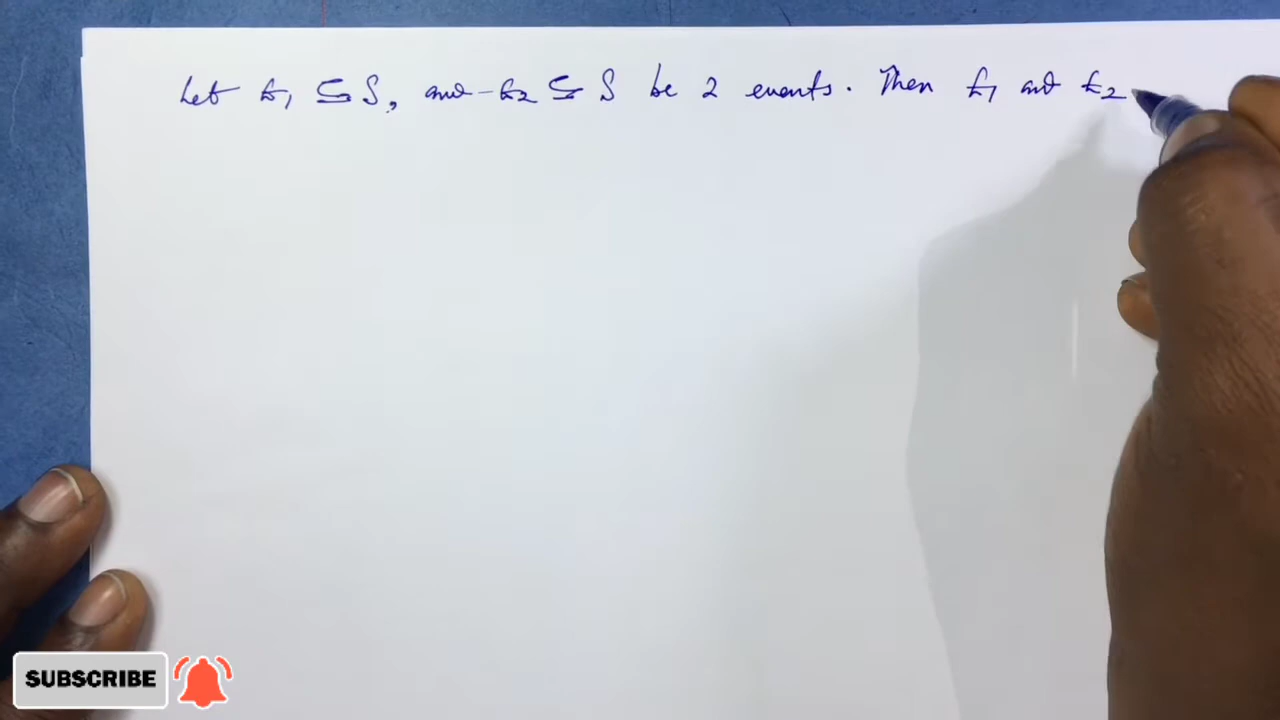 Let E₁ ⊆ S, and E₂ ⊆ S be 2 events. Then E₁ and E₂
SUBSCRIBE